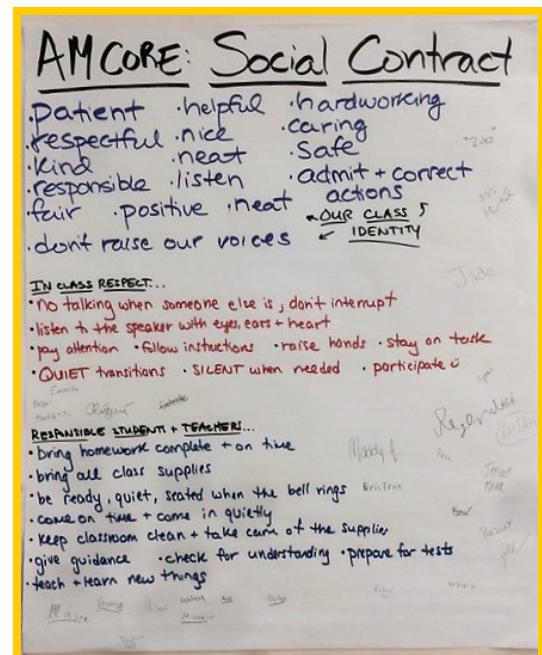 AM CORE: Social Contract
·patient ·helpful ·hardworking
·respectful ·nice ·caring
·kind ·neat ·safe
·responsible ·listen ·admit + correct actions
·fair ·positive ·neat
OUR CLASS IDENTITY
·don't raise our voices
IN CLASS RESPECT...
·no talking when someone else is, don't interrupt
·listen to the speaker with eyes, ears + heart
·pay attention ·follow instructions ·raise hands ·stay on task
·QUIET transitions ·SILENT when needed ·participate
RESPONSIBLE STUDENTS + TEACHERS...
·bring homework complete + on time
·bring all class supplies
·be ready, quiet, seated when the bell rings
·come on time + come in quietly
·keep classroom clean + take care of the supplies
·give guidance ·check for understanding ·prepare for tests
·teach + learn new things
Jade
Mason